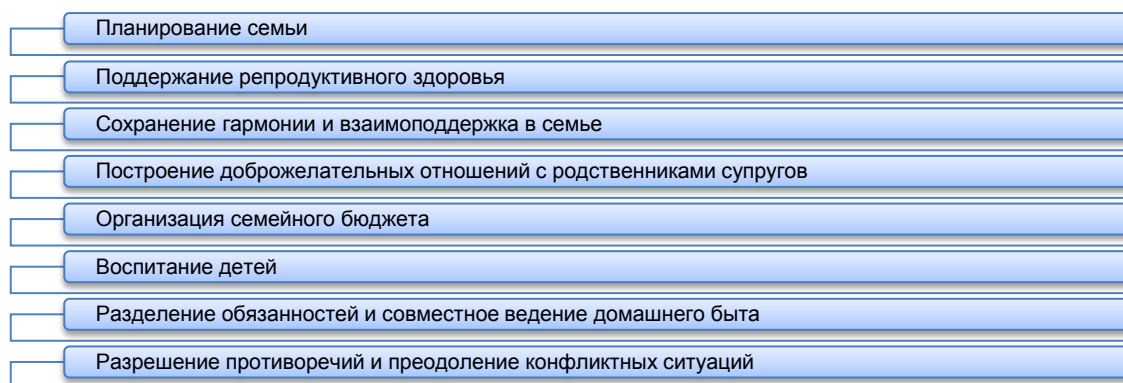 Планирование семьи
Поддержание репродуктивного здоровья
Сохранение гармонии и взаимоподдержка в семье
Построение доброжелательных отношений с родственниками супругов
Организация семейного бюджета
Воспитание детей
Разделение обязанностей и совместное ведение домашнего быта
Разрешение противоречий и преодоление конфликтных ситуаций